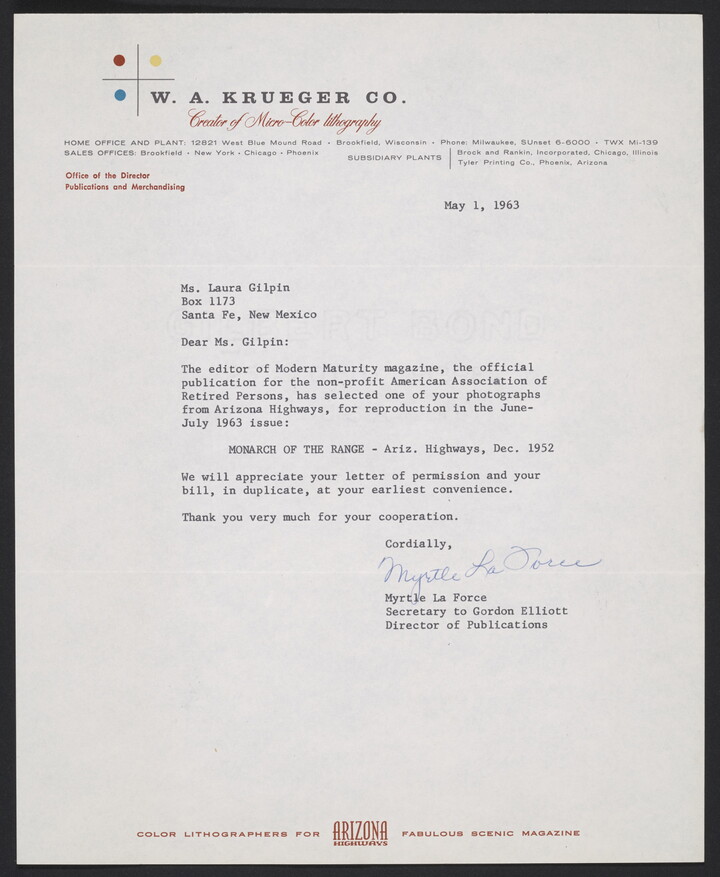 W. A. KRUEGER CO.
Creator of Micro-Color lithography
HOME OFFICE AND PLANT: 12821 West Blue Mound Road • Brookfield, Wisconsin • Phone: Milwaukee, SUnset 6-6000 • TWX Mi-139
SALES OFFICES: Brookfield • New York • Chicago • Phoenix
SUBSIDIARY PLANTS
Brock and Rankin, Incorporated, Chicago, Illinois
Tyler Printing Co., Phoenix, Arizona
Office of the Director
Publications and Merchandising
May 1, 1963
Ms. Laura Gilpin
Box 1173
Santa Fe, New Mexico
Dear Ms. Gilpin:
The editor of Modern Maturity magazine, the official
publication for the non-profit American Association of
Retired Persons, has selected one of your photographs
from Arizona Highways, for reproduction in the June-
July 1963 issue:
MONARCH OF THE RANGE - Ariz. Highways, Dec. 1952
We will appreciate your letter of permission and your
bill, in duplicate, at your earliest convenience.
Thank you very much for your cooperation.
Cordially,
Myrtle La Force
Myrtle La Force
Secretary to Gordon Elliott
Director of Publications
COLOR LITHOGRAPHERS FOR ARIZONA HIGHWAYS FABULOUS SCENIC MAGAZINE